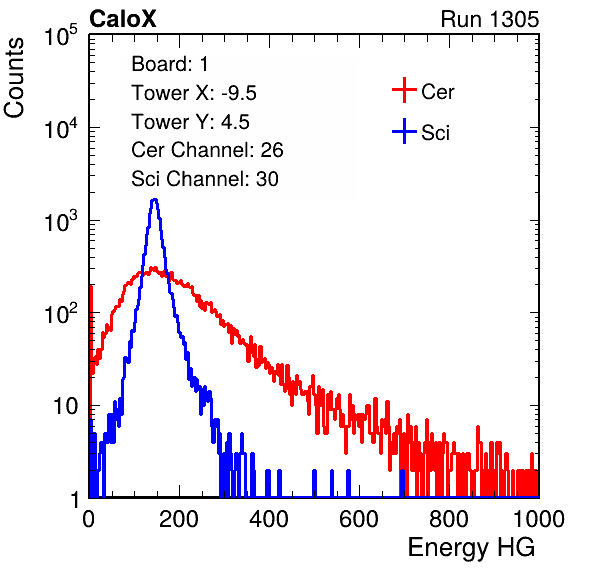 CaloX Run 1305
Counts
Board: 1
Tower X: -9.5
Tower Y: 4.5
Cer Channel: 26
Sci Channel: 30
Cer
Sci
10^5
10^4
10^3
10^2
10
1
0 200 400 600 800 1000
Energy HG